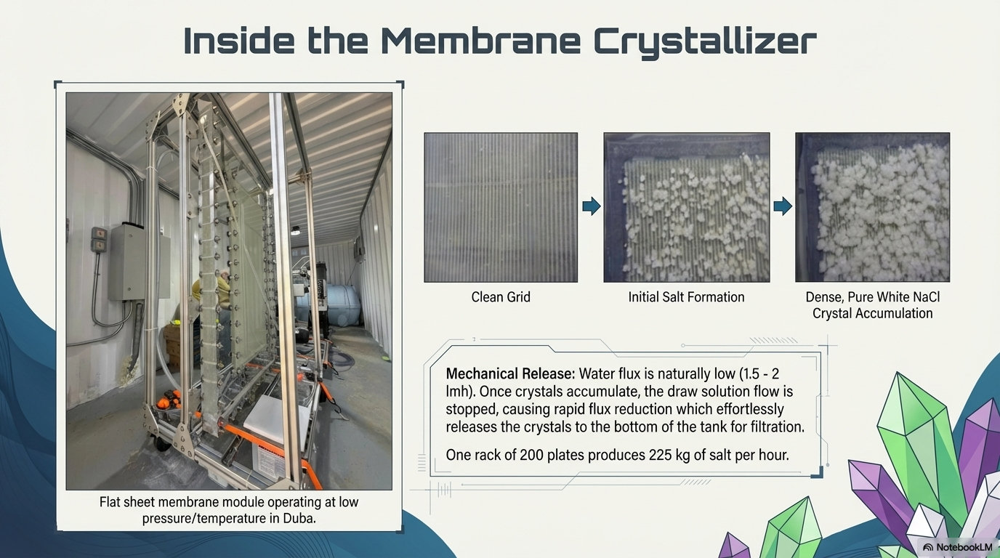 Inside the Membrane Crystallizer
Flat sheet membrane module operating at low
pressure/temperature in Duba.
Clean Grid
Initial Salt Formation
Dense, Pure White NaCl
Crystal Accumulation
Mechanical Release: Water flux is naturally low (1.5 - 2
lmh). Once crystals accumulate, the draw solution flow is
stopped, causing rapid flux reduction which effortlessly
releases the crystals to the bottom of the tank for filtration.
One rack of 200 plates produces 225 kg of salt per hour.
NotebookLM